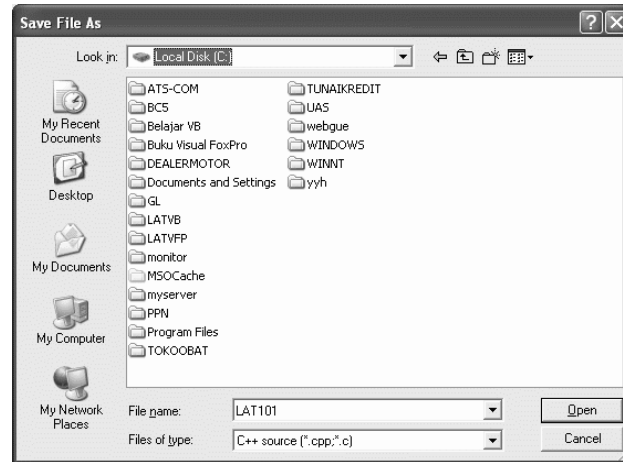 Save File As
Look in: Local Disk (C:)
My Recent Documents
Desktop
My Documents
My Computer
My Network Places
ATS-COM
BC5
Belajar VB
Buku Visual FoxPro
DEALERMOTOR
Documents and Settings
GL
LATVB
LATVFP
monitor
MSOCache
myserver
PPN
Program Files
TOKOOBAT
TUNAIKREDIT
UAS
webgue
WINDOWS
WINNT
yyh
File name: LAT101
Open
Files of type: C++ source (*.cpp;*.c)
Cancel